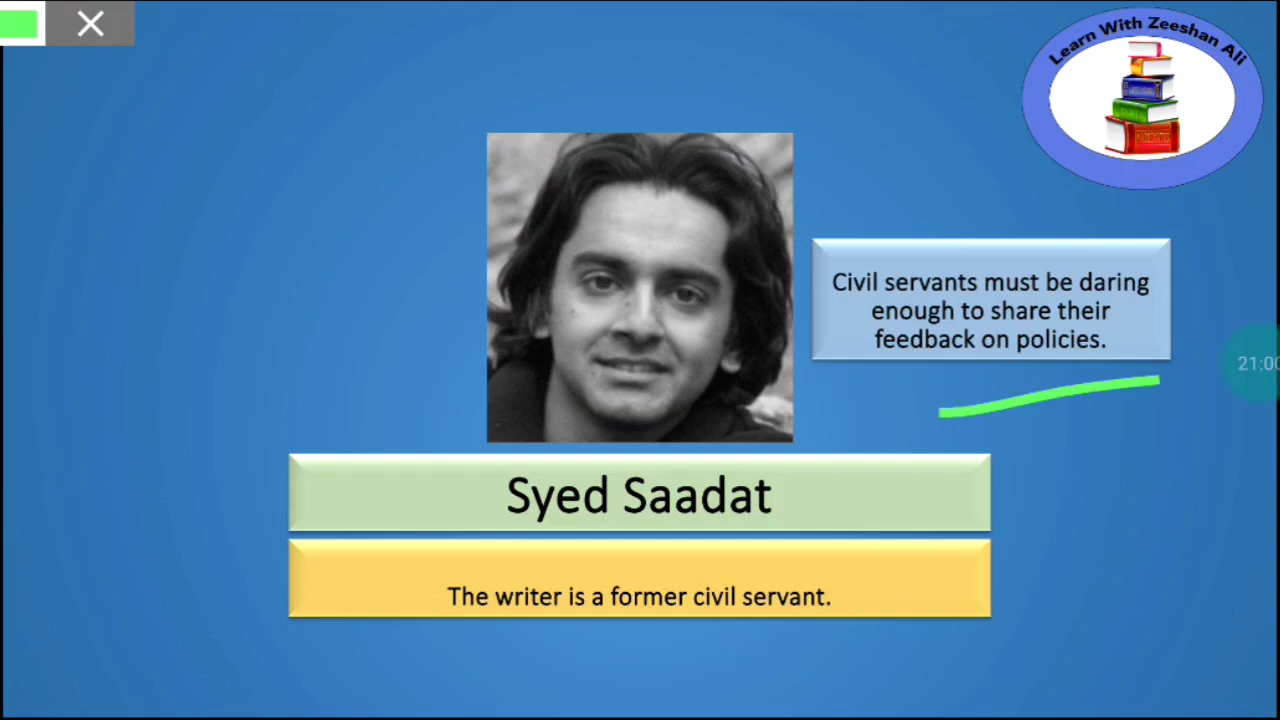 Learn With Zeeshan Ali
Civil servants must be daring
enough to share their
feedback on policies.
21:00
Syed Saadat
The writer is a former civil servant.